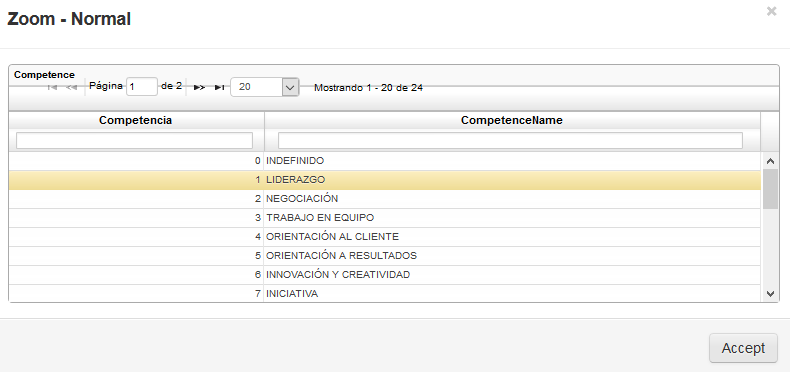 Zoom - Normal
×
Competence
Página 1 de 2 20 Mostrando 1 - 20 de 24
Competencia CompetenceName
0 INDEFINIDO
1 LIDERAZGO
2 NEGOCIACIÓN
3 TRABAJO EN EQUIPO
4 ORIENTACIÓN AL CLIENTE
5 ORIENTACIÓN A RESULTADOS
6 INNOVACIÓN Y CREATIVIDAD
7 INICIATIVA
Accept